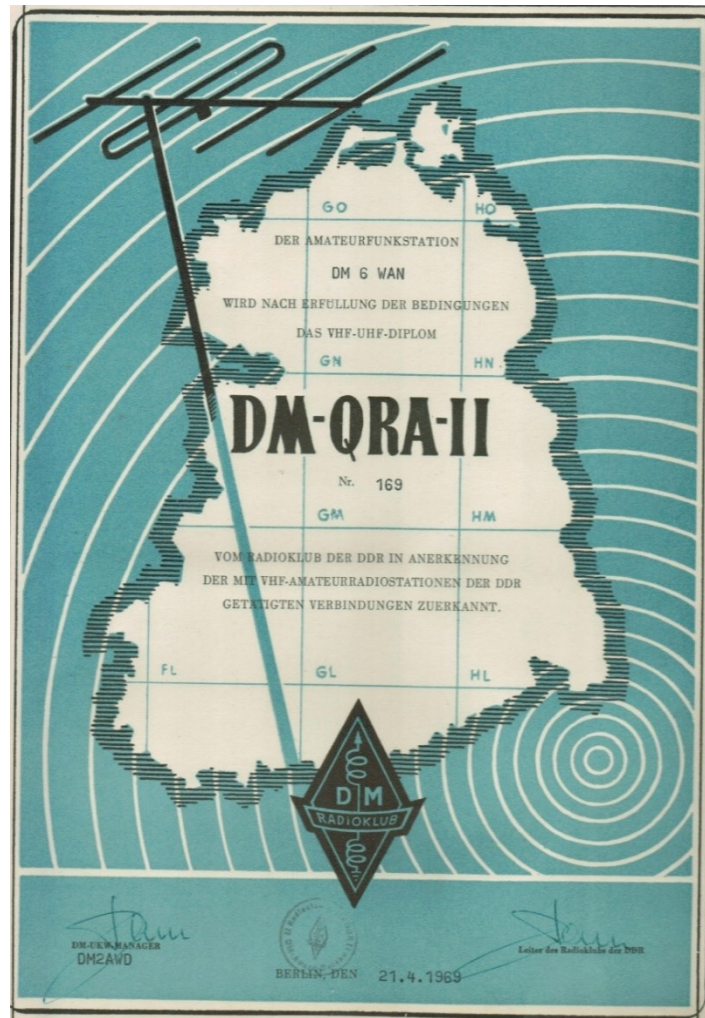 GO HO
DER AMATEURFUNKSTATION
DM 6 WAN
WIRD NACH ERFÜLLUNG DER BEDINGUNGEN
DAS VHF-UHF-DIPLOM
GN HN
DM-QRA-II
Nr. 169
GM HM
VOM RADIOKLUB DER DDR IN ANERKENNUNG
DER MIT VHF-AMATEURRADIOSTATIONEN DER DDR
GETÄTIGTEN VERBINDUNGEN ZUERKANNT.
FL GL HL
D M
RADIOKLUB
DM-UKW-MANAGER
DM2AWD
Leiter des Radioklubs der DDR
BERLIN, DEN 21.4.1969